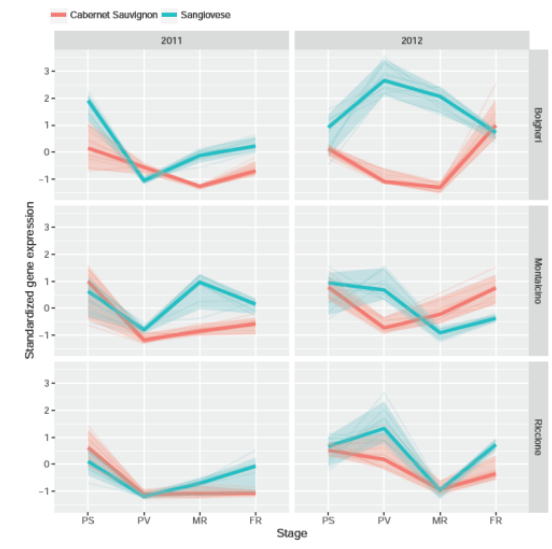 Cabernet Sauvignon Sangiovese
2011 2012
3
2
1
0
-1
Bolgheri
3
2
1
0
-1
Montalcino
3
2
1
0
-1
Riccione
Standardized gene expression
PS PV MR FR PS PV MR FR
Stage